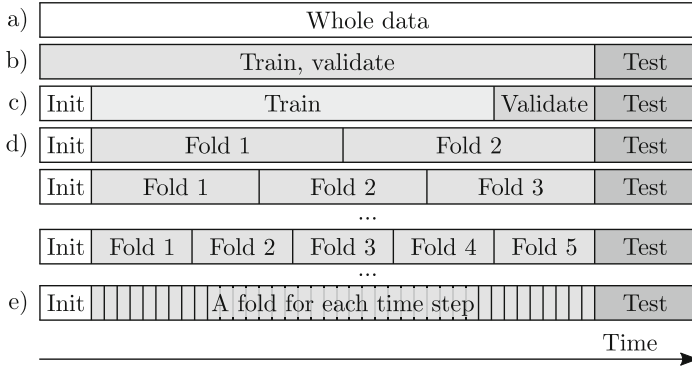 a) Whole data
b) Train, validate Test
c) Init Train Validate Test
d) Init Fold 1 Fold 2 Test
Init Fold 1 Fold 2 Fold 3 Test
...
Init Fold 1 Fold 2 Fold 3 Fold 4 Fold 5 Test
...
e) Init A fold for each time step Test
Time